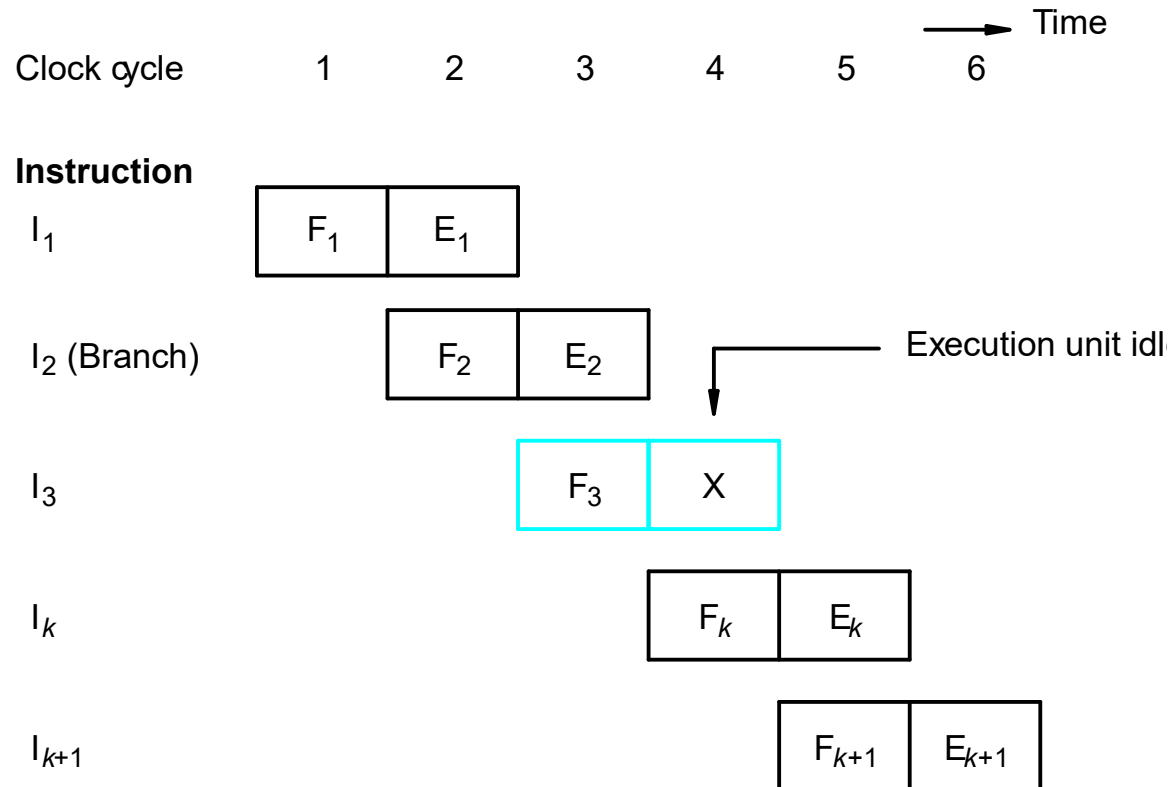 Time
Clock cycle 1 2 3 4 5 6
Instruction
I1 F1 E1
I2 (Branch) F2 E2
Execution unit idl
I3 F3 X
Ik Fk Ek
Ik+1 Fk+1 Ek+1